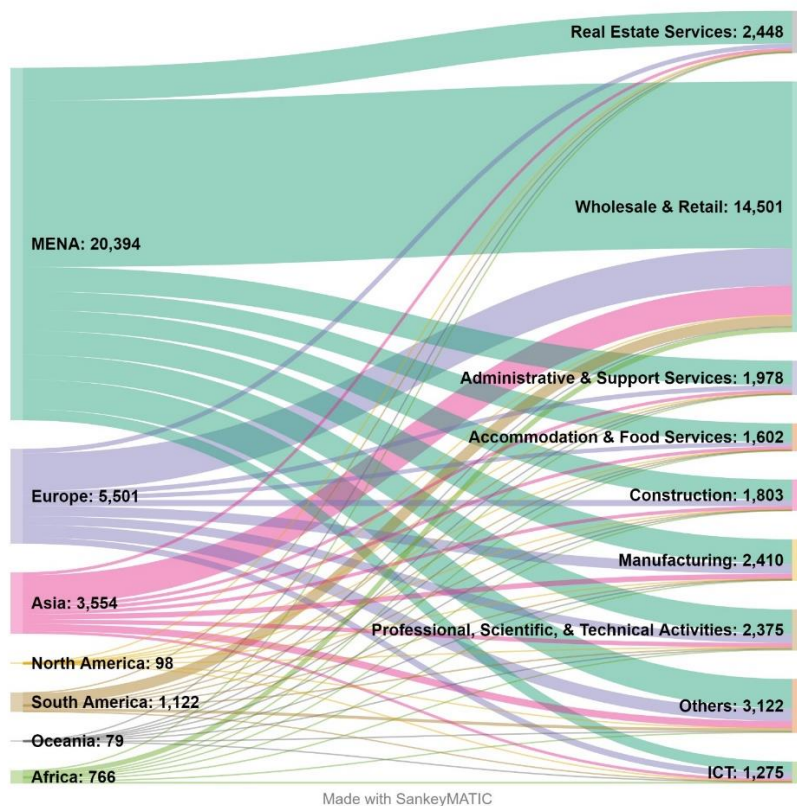 Real Estate Services: 2,448
Wholesale & Retail: 14,501
MENA: 20,394
Administrative & Support Services: 1,978
Accommodation & Food Services: 1,602
Europe: 5,501
Construction: 1,803
Manufacturing: 2,410
Asia: 3,554
Professional, Scientific, & Technical Activities: 2,375
North America: 98
South America: 1,122
Others: 3,122
Oceania: 79
ICT: 1,275
Africa: 766
Made with SankeyMATIC